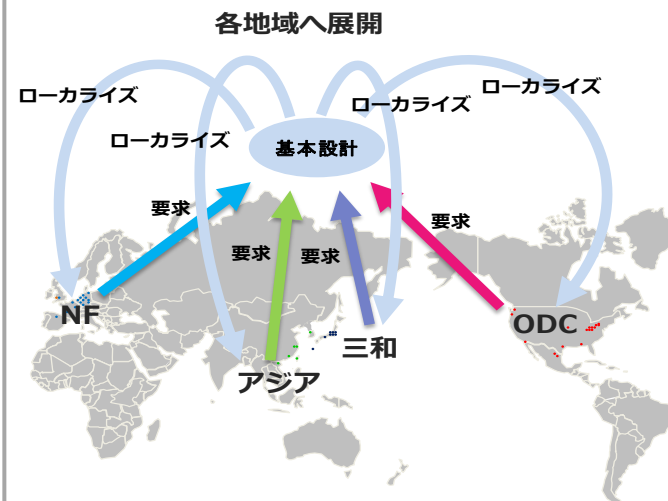 各地域へ展開
ローカライズ
ローカライズ
ローカライズ
ローカライズ
基本設計
要求
要求
要求
要求
NF
ODC
三和
アジア